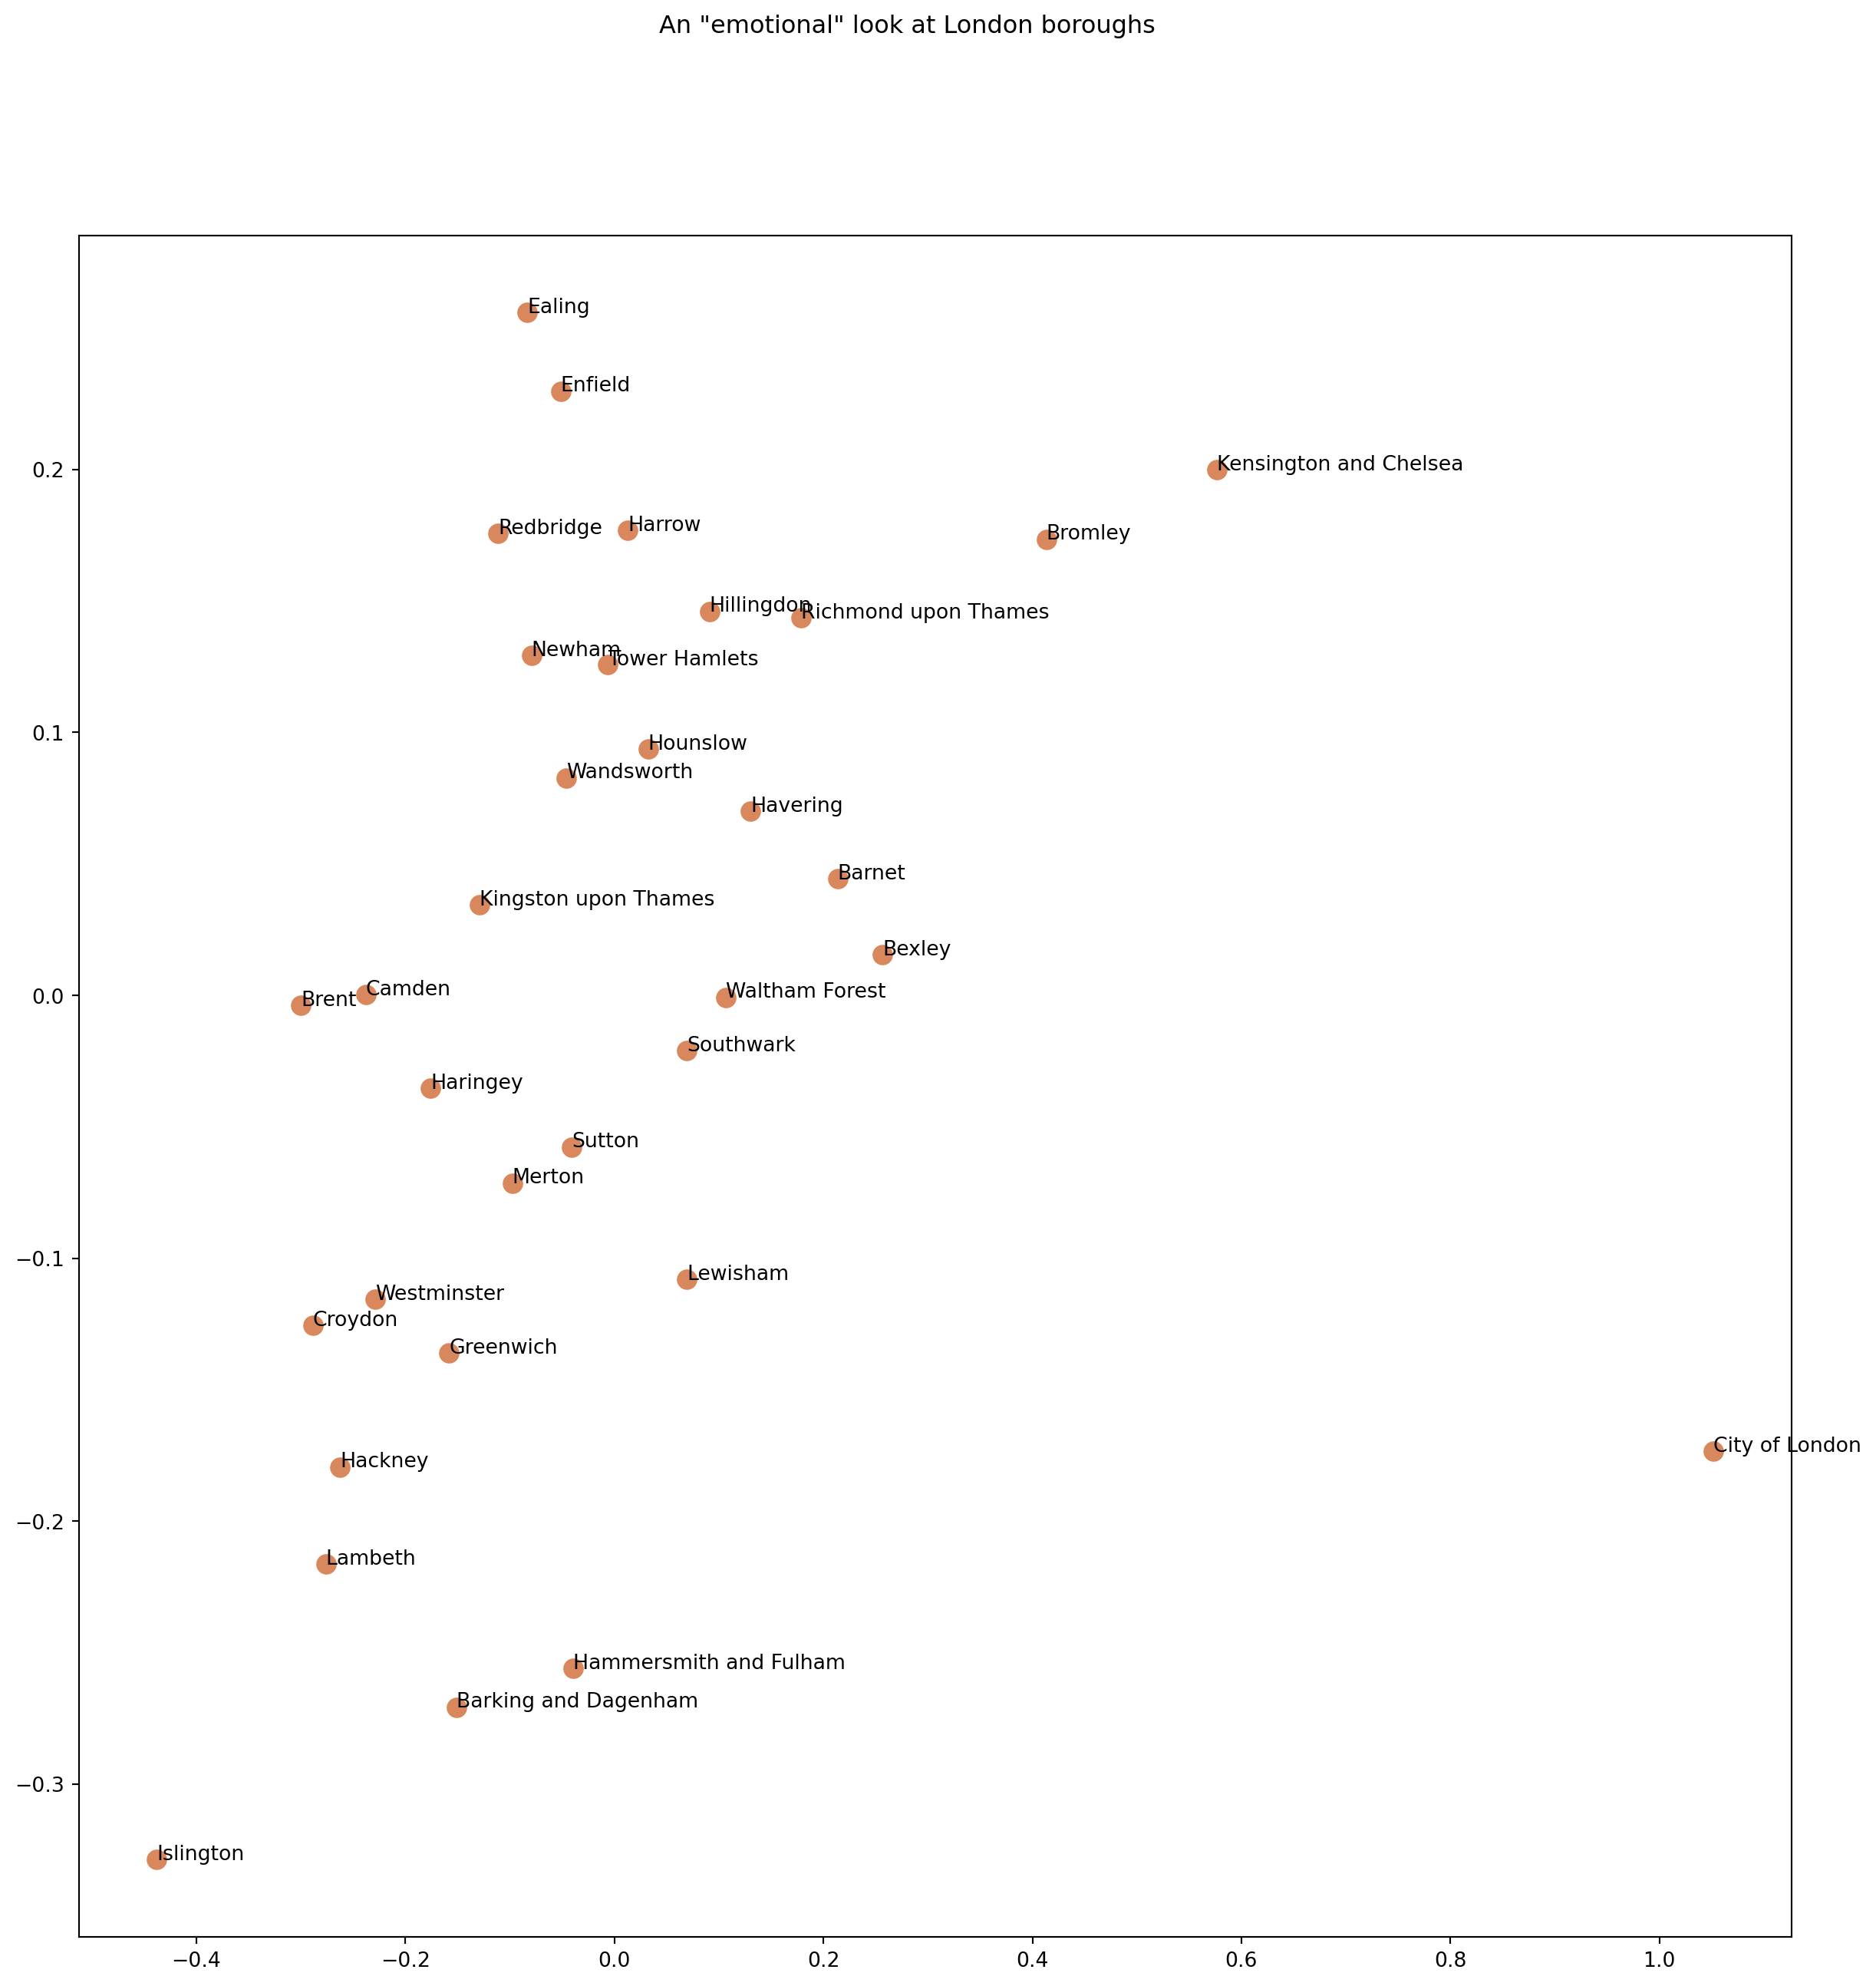 An "emotional" look at London boroughs
Ealing
Enfield
0.2
Kensington and Chelsea
Redbridge
Harrow
Bromley
Hillingdon
Richmond upon Thames
Newham
Tower Hamlets
0.1
Hounslow
Wandsworth
Havering
Barnet
Kingston upon Thames
Bexley
0.0
Brent
Camden
Waltham Forest
Southwark
Haringey
Sutton
Merton
−0.1
Lewisham
Westminster
Croydon
Greenwich
City of London
Hackney
−0.2
Lambeth
Hammersmith and Fulham
Barking and Dagenham
−0.3
Islington
−0.4 −0.2 0.0 0.2 0.4 0.6 0.8 1.0